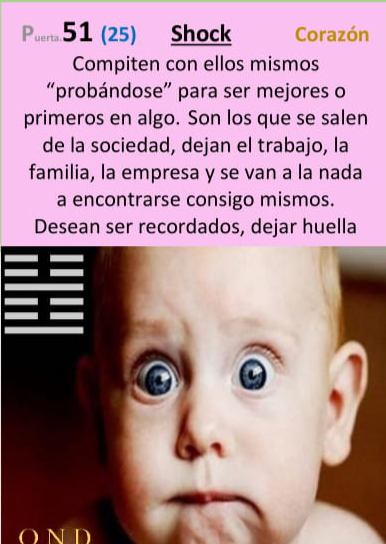 Puerta.51 (25) Shock Corazón
Compiten con ellos mismos
“probándose” para ser mejores o
primeros en algo. Son los que se salen
de la sociedad, dejan el trabajo, la
familia, la empresa y se van a la nada
a encontrarse consigo mismos.
Desean ser recordados, dejar huella
OND